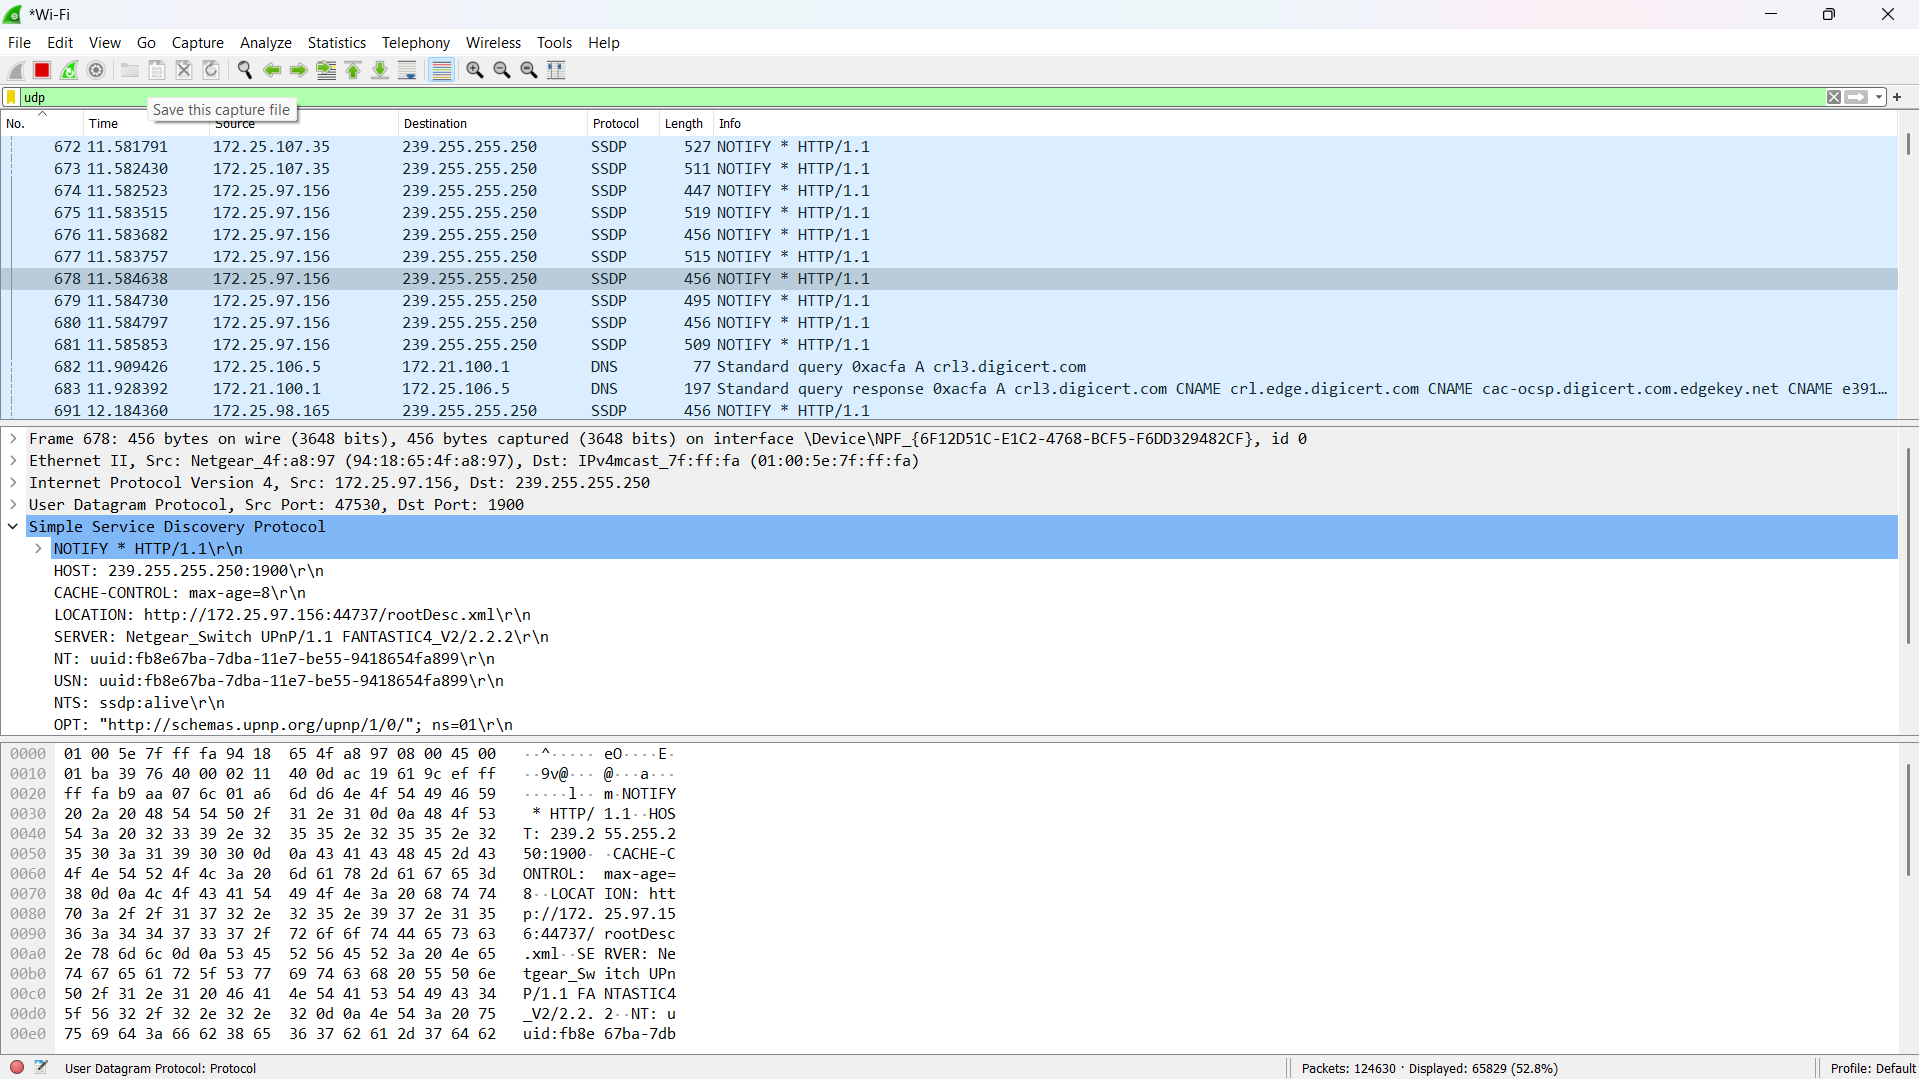 *Wi-Fi
File Edit View Go Capture Analyze Statistics Telephony Wireless Tools Help
udp
Save this capture file
No. Time Source Destination Protocol Length Info
672 11.581791 172.25.107.35 239.255.255.250 SSDP 527 NOTIFY * HTTP/1.1
673 11.582430 172.25.107.35 239.255.255.250 SSDP 511 NOTIFY * HTTP/1.1
674 11.582523 172.25.97.156 239.255.255.250 SSDP 447 NOTIFY * HTTP/1.1
675 11.583515 172.25.97.156 239.255.255.250 SSDP 519 NOTIFY * HTTP/1.1
676 11.583682 172.25.97.156 239.255.255.250 SSDP 456 NOTIFY * HTTP/1.1
677 11.583757 172.25.97.156 239.255.255.250 SSDP 515 NOTIFY * HTTP/1.1
678 11.584638 172.25.97.156 239.255.255.250 SSDP 456 NOTIFY * HTTP/1.1
679 11.584730 172.25.97.156 239.255.255.250 SSDP 495 NOTIFY * HTTP/1.1
680 11.584797 172.25.97.156 239.255.255.250 SSDP 456 NOTIFY * HTTP/1.1
681 11.585853 172.25.97.156 239.255.255.250 SSDP 509 NOTIFY * HTTP/1.1
682 11.909426 172.25.106.5 172.21.100.1 DNS 77 Standard query 0xacfa A crl3.digicert.com
683 11.928392 172.21.100.1 172.25.106.5 DNS 197 Standard query response 0xacfa A crl3.digicert.com CNAME crl.edge.digicert.com CNAME cac-ocsp.digicert.com.edgekey.net CNAME e391…
691 12.184360 172.25.98.165 239.255.255.250 SSDP 456 NOTIFY * HTTP/1.1
Frame 678: 456 bytes on wire (3648 bits), 456 bytes captured (3648 bits) on interface \Device\NPF_{6F12D51C-E1C2-4768-BCF5-F6DD329482CF}, id 0
Ethernet II, Src: Netgear_4f:a8:97 (94:18:65:4f:a8:97), Dst: IPv4mcast_7f:ff:fa (01:00:5e:7f:ff:fa)
Internet Protocol Version 4, Src: 172.25.97.156, Dst: 239.255.255.250
User Datagram Protocol, Src Port: 47530, Dst Port: 1900
Simple Service Discovery Protocol
NOTIFY * HTTP/1.1\r\n
HOST: 239.255.255.250:1900\r\n
CACHE-CONTROL: max-age=8\r\n
LOCATION: http://172.25.97.156:44737/rootDesc.xml\r\n
SERVER: Netgear_Switch UPnP/1.1 FANTASTIC4_V2/2.2.2\r\n
NT: uuid:fb8e67ba-7dba-11e7-be55-9418654fa899\r\n
USN: uuid:fb8e67ba-7dba-11e7-be55-9418654fa899\r\n
NTS: ssdp:alive\r\n
OPT: "http://schemas.upnp.org/upnp/1/0/"; ns=01\r\n
0000 01 00 5e 7f ff fa 94 18 65 4f a8 97 08 00 45 00 ··^····· eO····E·
0010 01 ba 39 76 40 00 02 11 40 0d ac 19 61 9c ef ff ··9v@··· @···a···
0020 ff fa b9 aa 07 6c 01 a6 6d d6 4e 4f 54 49 46 59 ·····l·· m·NOTIFY
0030 20 2a 20 48 54 54 50 2f 31 2e 31 0d 0a 48 4f 53 * HTTP/ 1.1··HOS
0040 54 3a 20 32 33 39 2e 32 35 35 2e 32 35 35 2e 32 T: 239.2 55.255.2
0050 35 30 3a 31 39 30 30 0d 0a 43 41 43 48 45 2d 43 50:1900· ·CACHE-C
0060 4f 4e 54 52 4f 4c 3a 20 6d 61 78 2d 61 67 65 3d ONTROL: max-age=
0070 38 0d 0a 4c 4f 43 41 54 49 4f 4e 3a 20 68 74 74 8··LOCAT ION: htt
0080 70 3a 2f 2f 31 37 32 2e 32 35 2e 39 37 2e 31 35 p://172. 25.97.15
0090 36 3a 34 34 37 33 37 2f 72 6f 6f 74 44 65 73 63 6:44737/ rootDesc
00a0 2e 78 6d 6c 0d 0a 53 45 52 56 45 52 3a 20 4e 65 .xml··SE RVER: Ne
00b0 74 67 65 61 72 5f 53 77 69 74 63 68 20 55 50 6e tgear_Sw itch UPn
00c0 50 2f 31 2e 31 20 46 41 4e 54 41 53 54 49 43 34 P/1.1 FA NTASTIC4
00d0 5f 56 32 2f 32 2e 32 2e 32 0d 0a 4e 54 3a 20 75 _V2/2.2. 2··NT: u
00e0 75 69 64 3a 66 62 38 65 36 37 62 61 2d 37 64 62 uid:fb8e 67ba-7db
User Datagram Protocol: Protocol Packets: 124630 · Displayed: 65829 (52.8%) Profile: Default